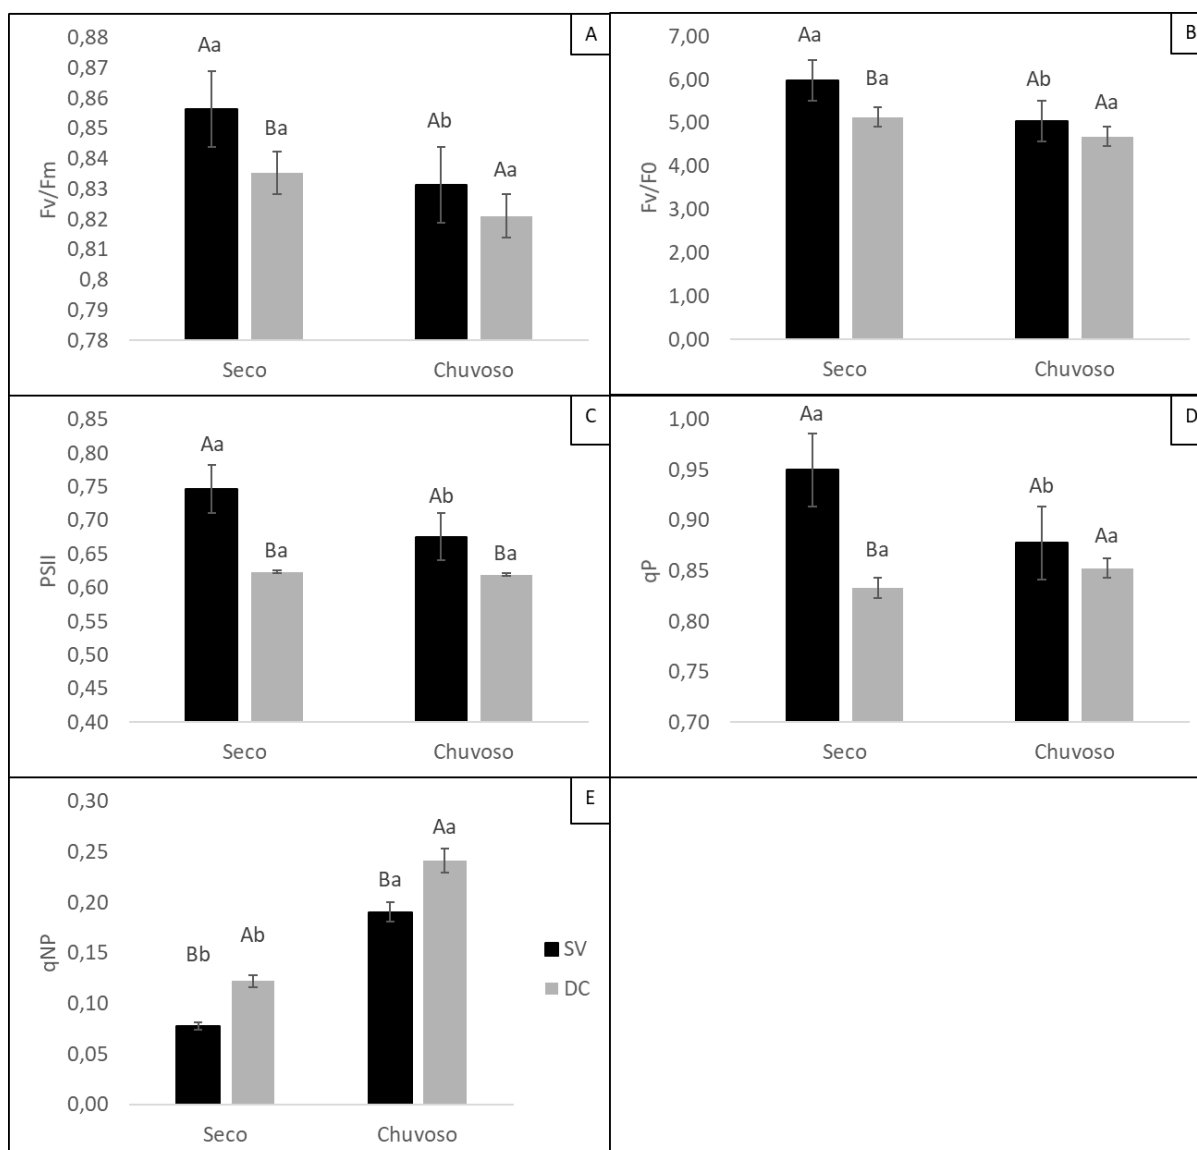 A
Fv/Fm
0,88
0,87
0,86
0,85
0,84
0,83
0,82
0,81
0,8
0,79
0,78
Aa
Ba
Ab
Aa
Seco
Chuvoso
B
Fv/F0
7,00
6,00
5,00
4,00
3,00
2,00
1,00
0,00
Aa
Ba
Ab
Aa
Seco
Chuvoso
C
PSII
0,85
0,80
0,75
0,70
0,65
0,60
0,55
0,50
0,45
0,40
Aa
Ba
Ab
Ba
Seco
Chuvoso
D
qP
1,00
0,95
0,90
0,85
0,80
0,75
0,70
Aa
Ba
Ab
Aa
Seco
Chuvoso
E
qNP
0,30
0,25
0,20
0,15
0,10
0,05
0,00
Bb
Ab
Ba
Aa
Seco
Chuvoso
SV
DC